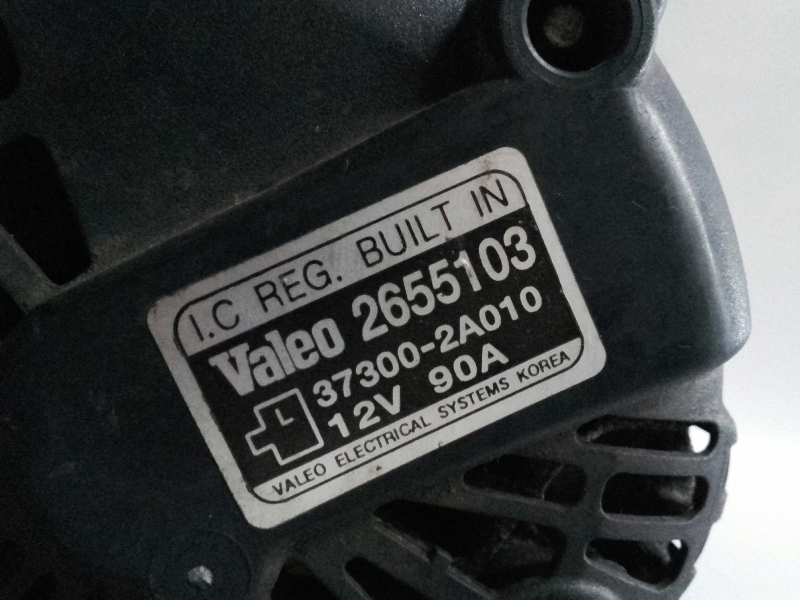 I.C REG. BUILT IN
Valeo 2655103
37300-2A010
L
12V 90A
VALEO ELECTRICAL SYSTEMS KOREA